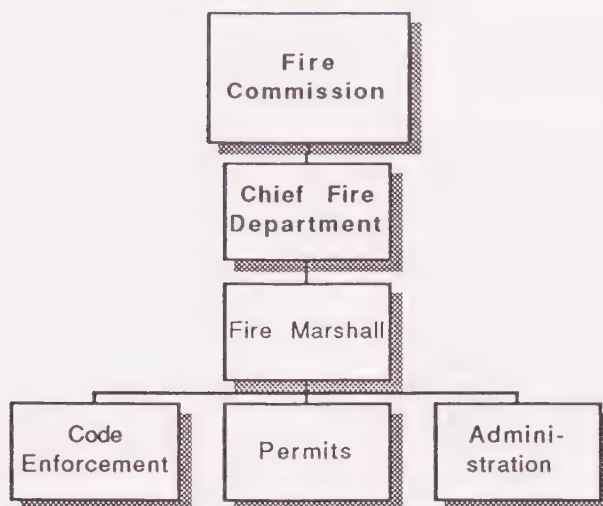 Fire
Commission
Chief Fire
Department
Fire Marshall
Code
Enforcement
Permits
Admini-
stration